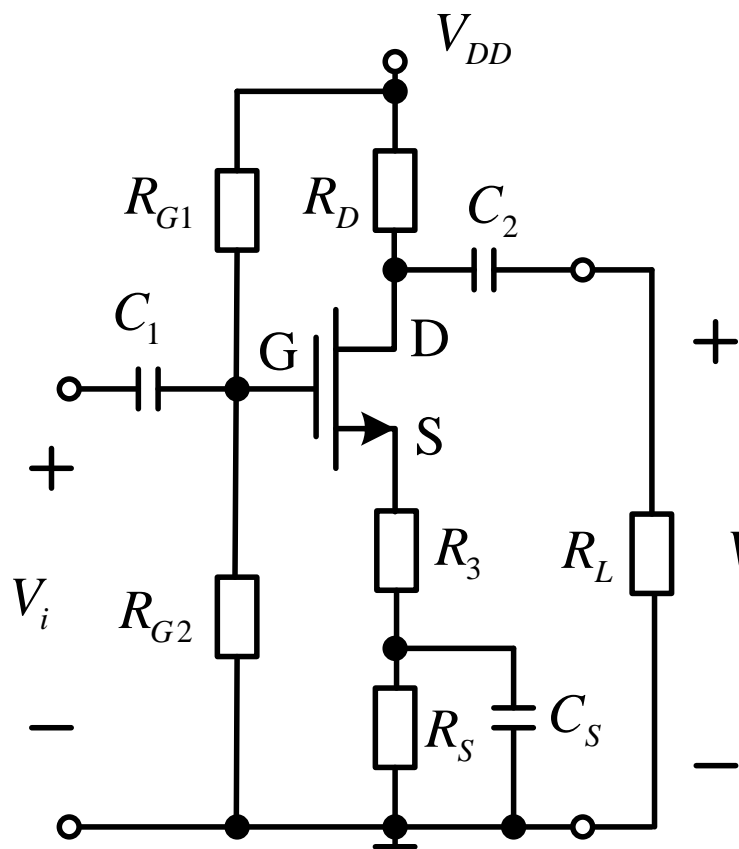 V_DD
R_G1
R_D
C_2
C_1
G
D
+
S
+
R_3
R_L
V_i
R_G2
R_S
C_S
−
−